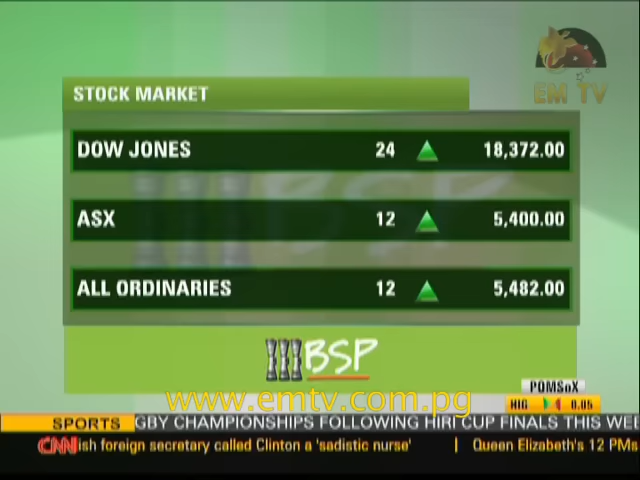 EM TV
STOCK MARKET
DOW JONES 24 18,372.00
ASX 12 5,400.00
ALL ORDINARIES 12 5,482.00
BSP
www.emtv.com.pg
POMSoX
HIG 0.05
SPORTS GBY CHAMPIONSHIPS FOLLOWING HIRI CUP FINALS THIS WEE
CNN ish foreign secretary called Clinton a 'sadistic nurse' | Queen Elizabeth's 12 PMs